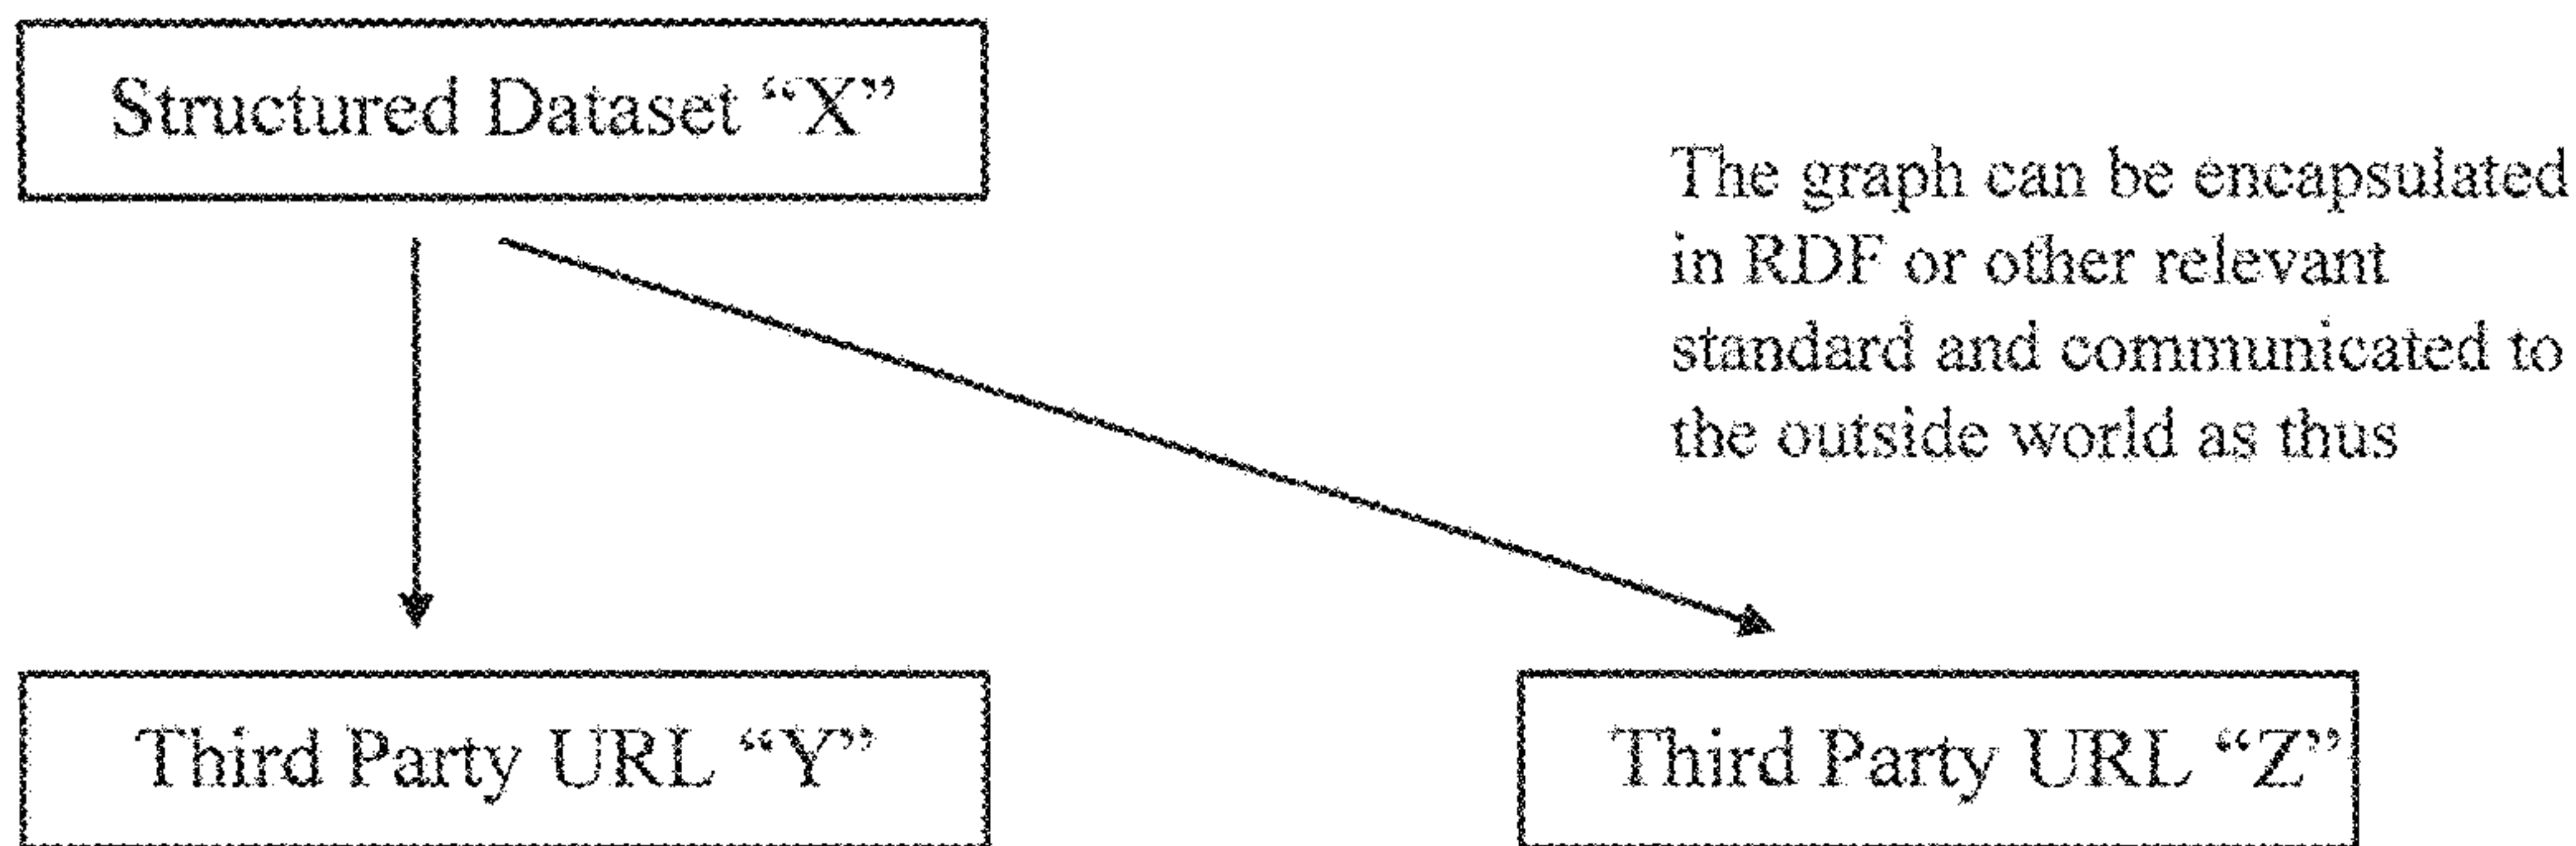 Structured Dataset “X”
The graph can be encapsulated
in RDF or other relevant
standard and communicated to
the outside world as thus
Third Party URL “Y”
Third Party URL “Z”